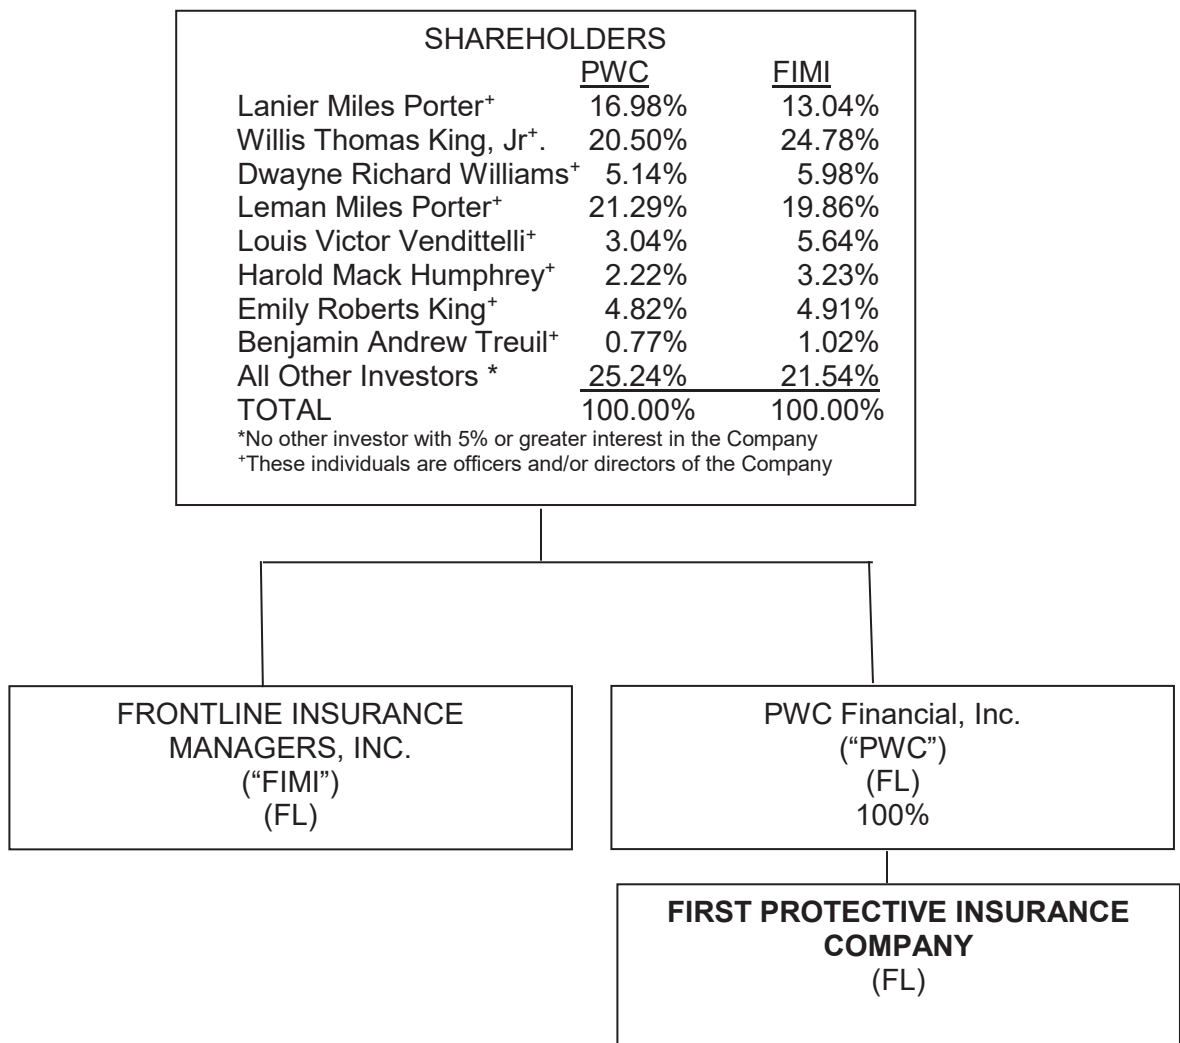 SHAREHOLDERS
PWC FIMI
Lanier Miles Porter+ 16.98% 13.04%
Willis Thomas King, Jr+. 20.50% 24.78%
Dwayne Richard Williams+ 5.14% 5.98%
Leman Miles Porter+ 21.29% 19.86%
Louis Victor Vendittelli+ 3.04% 5.64%
Harold Mack Humphrey+ 2.22% 3.23%
Emily Roberts King+ 4.82% 4.91%
Benjamin Andrew Treuil+ 0.77% 1.02%
All Other Investors * 25.24% 21.54%
TOTAL 100.00% 100.00%
*No other investor with 5% or greater interest in the Company
+These individuals are officers and/or directors of the Company
FRONTLINE INSURANCE
MANAGERS, INC.
(“FIMI”)
(FL)
PWC Financial, Inc.
(“PWC”)
(FL)
100%
FIRST PROTECTIVE INSURANCE
COMPANY
(FL)